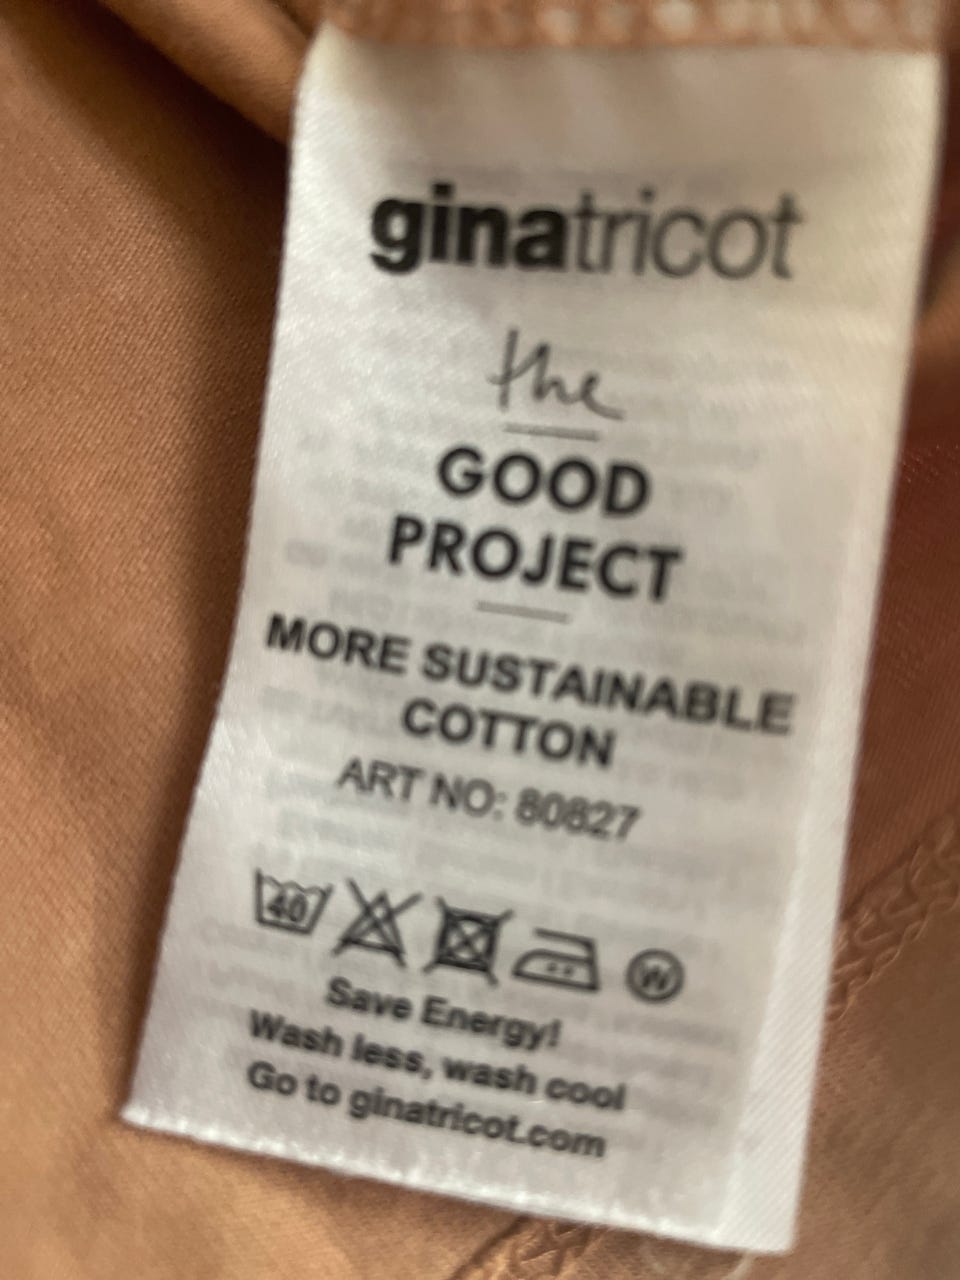 ginatricot
the
GOOD
PROJECT
MORE SUSTAINABLE
COTTON
ART NO: 80827
40 W
Save Energy!
Wash less, wash cool
Go to ginatricot.com